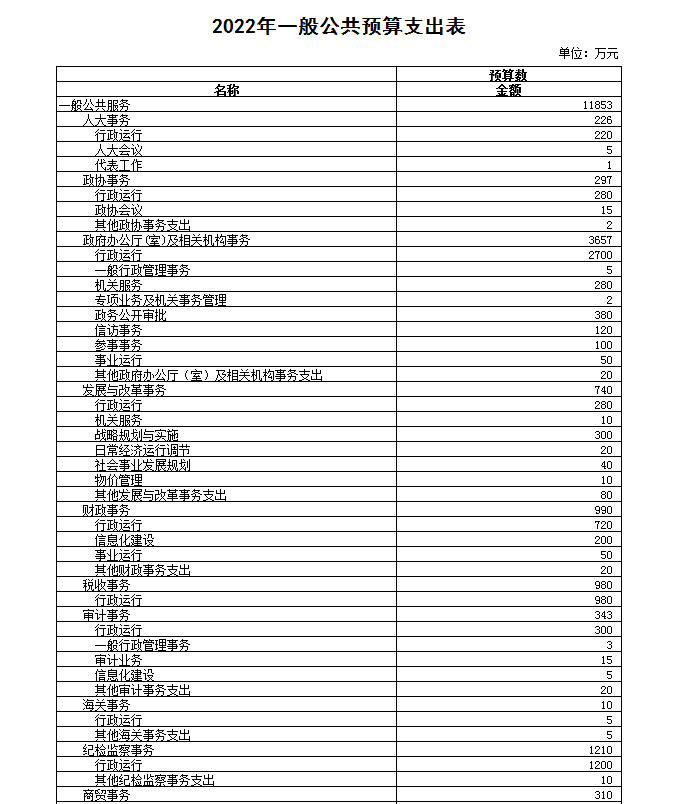 2022年一般公共预算支出表
单位：万元
预算数
名称 金额
一般公共服务 11853
人大事务 226
行政运行 220
人大会议 5
代表工作 1
政协事务 297
行政运行 280
政协会议 15
其他政协事务支出 2
政府办公厅(室)及相关机构事务 3657
行政运行 2700
一般行政管理事务 5
机关服务 280
专项业务及机关事务管理 2
政务公开审批 380
信访事务 120
参事事务 100
事业运行 50
其他政府办公厅（室）及相关机构事务支出 20
发展与改革事务 740
行政运行 280
机关服务 10
战略规划与实施 300
日常经济运行调节 20
社会事业发展规划 40
物价管理 10
其他发展与改革事务支出 80
财政事务 990
行政运行 720
信息化建设 200
事业运行 50
其他财政事务支出 20
税收事务 980
行政运行 980
审计事务 343
行政运行 300
一般行政管理事务 3
审计业务 15
信息化建设 5
其他审计事务支出 20
海关事务 10
行政运行 5
其他海关事务支出 5
纪检监察事务 1210
行政运行 1200
其他纪检监察事务支出 10
商贸事务 310